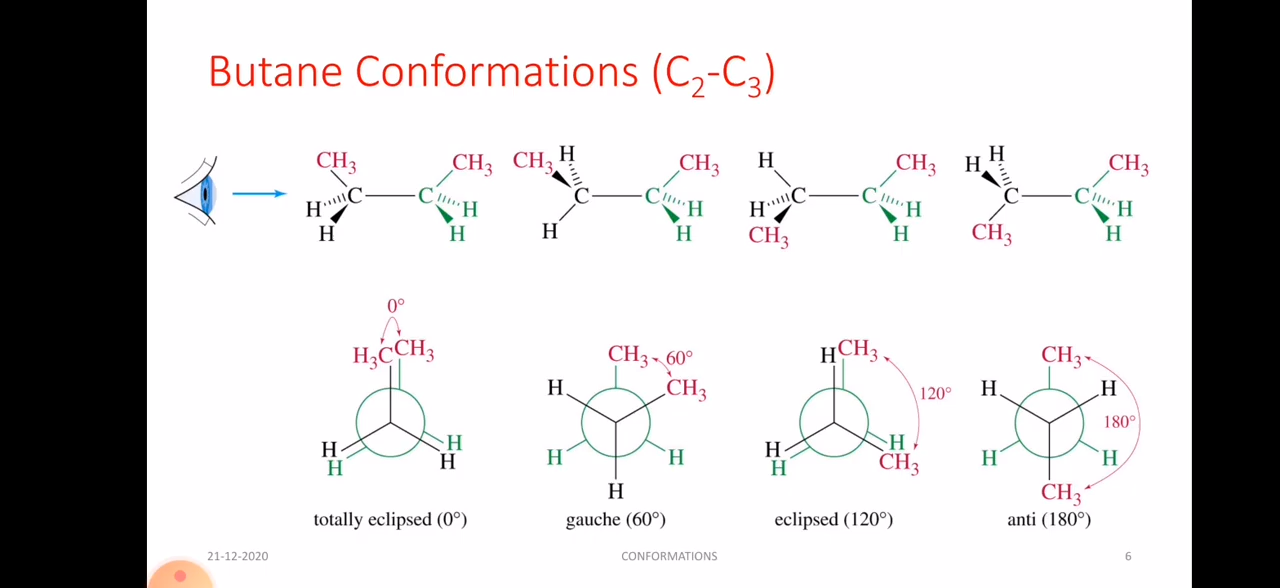 Butane Conformations (C₂-C₃)
CH₃ CH₃ H H H H
CH₃ H CH₃ H H H
H CH₃ H H CH₃ H
H H CH₃ CH₃ H H
0°
H₃C CH₃ H H H H
CH₃ 60° CH₃ H H H H
H CH₃ 120° H H H CH₃
CH₃ H H 180° H H CH₃
totally eclipsed (0°) gauche (60°) eclipsed (120°) anti (180°)
21-12-2020 CONFORMATIONS 6